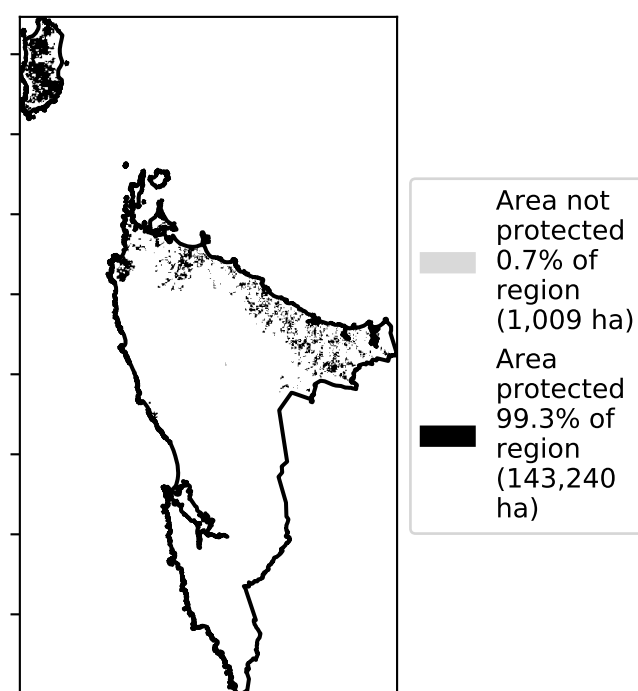 Area not
protected
0.7% of
region
(1,009 ha)
Area
protected
99.3% of
region
(143,240
ha)